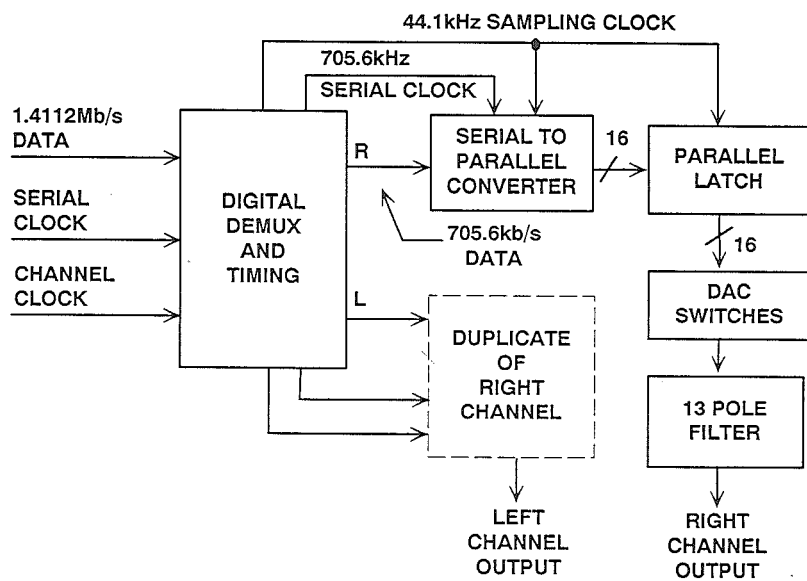 44.1kHz SAMPLING CLOCK
705.6kHz
SERIAL CLOCK
1.4112Mb/s
DATA
SERIAL
CLOCK
CHANNEL
CLOCK
DIGITAL
DEMUX
AND
TIMING
R
705.6kb/s
DATA
SERIAL TO
PARALLEL
CONVERTER
16
PARALLEL
LATCH
16
DAC
SWITCHES
13 POLE
FILTER
RIGHT
CHANNEL
OUTPUT
L
DUPLICATE
OF
RIGHT
CHANNEL
LEFT
CHANNEL
OUTPUT